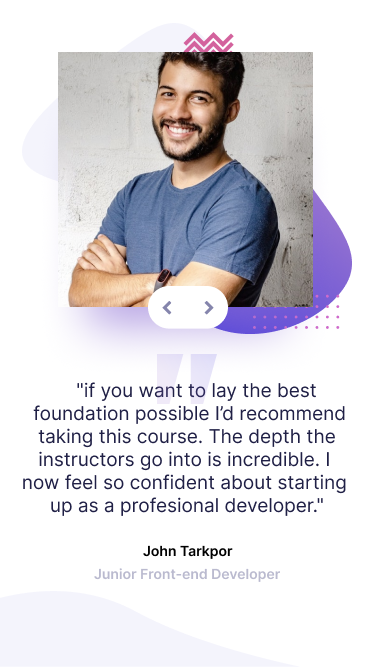 "if you want to lay the best
foundation possible I’d recommend
taking this course. The depth the
instructors go into is incredible. I
now feel so confident about starting
up as a profesional developer."
John Tarkpor
Junior Front-end Developer